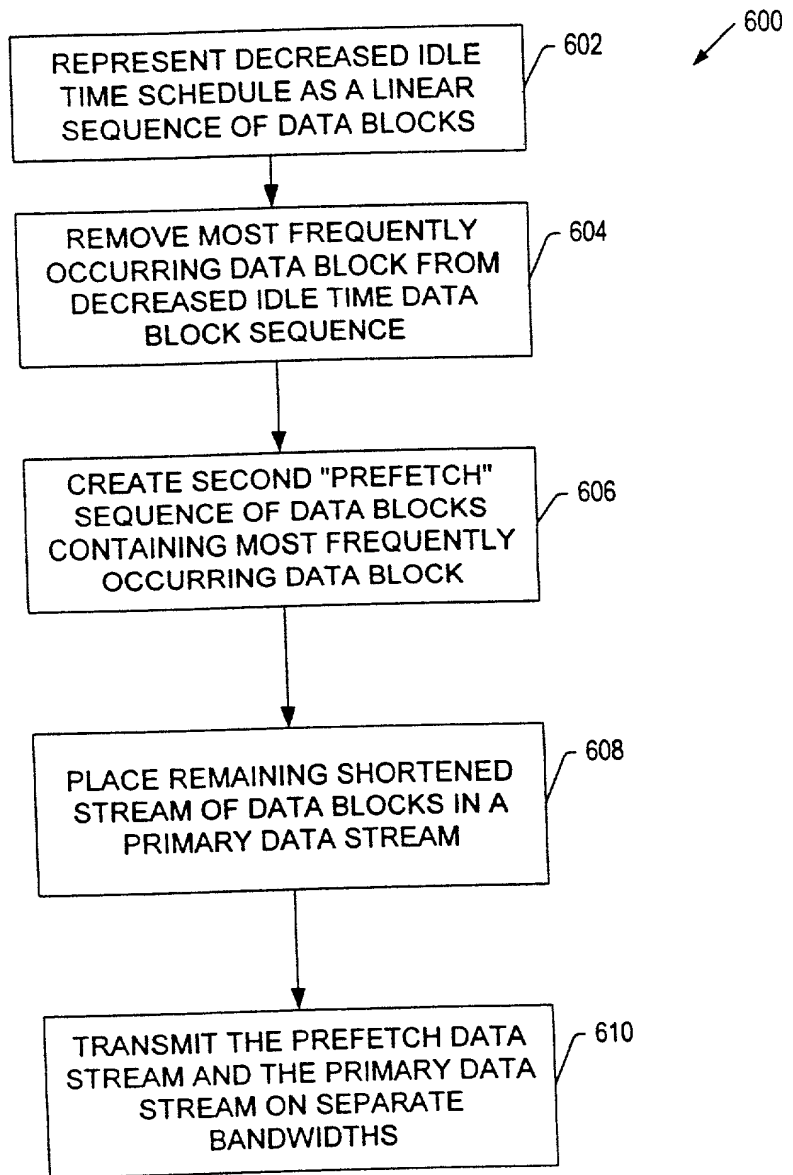 600
REPRESENT DECREASED IDLE
TIME SCHEDULE AS A LINEAR
SEQUENCE OF DATA BLOCKS
602
REMOVE MOST FREQUENTLY
OCCURRING DATA BLOCK FROM
DECREASED IDLE TIME DATA
BLOCK SEQUENCE
604
CREATE SECOND "PREFETCH"
SEQUENCE OF DATA BLOCKS
CONTAINING MOST FREQUENTLY
OCCURRING DATA BLOCK
606
PLACE REMAINING SHORTENED
STREAM OF DATA BLOCKS IN A
PRIMARY DATA STREAM
608
TRANSMIT THE PREFETCH DATA
STREAM AND THE PRIMARY DATA
STREAM ON SEPARATE
BANDWIDTHS
610